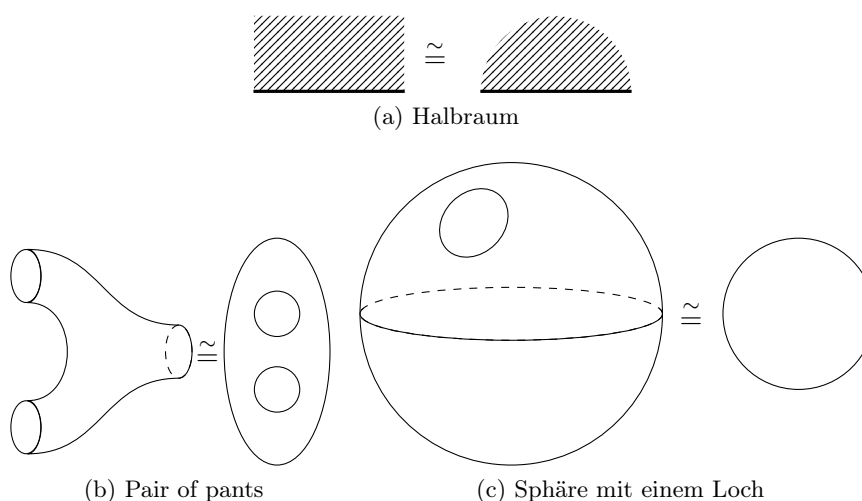 ≅
(a) Halbraum
≅
≅
(b) Pair of pants
(c) Sphäre mit einem Loch